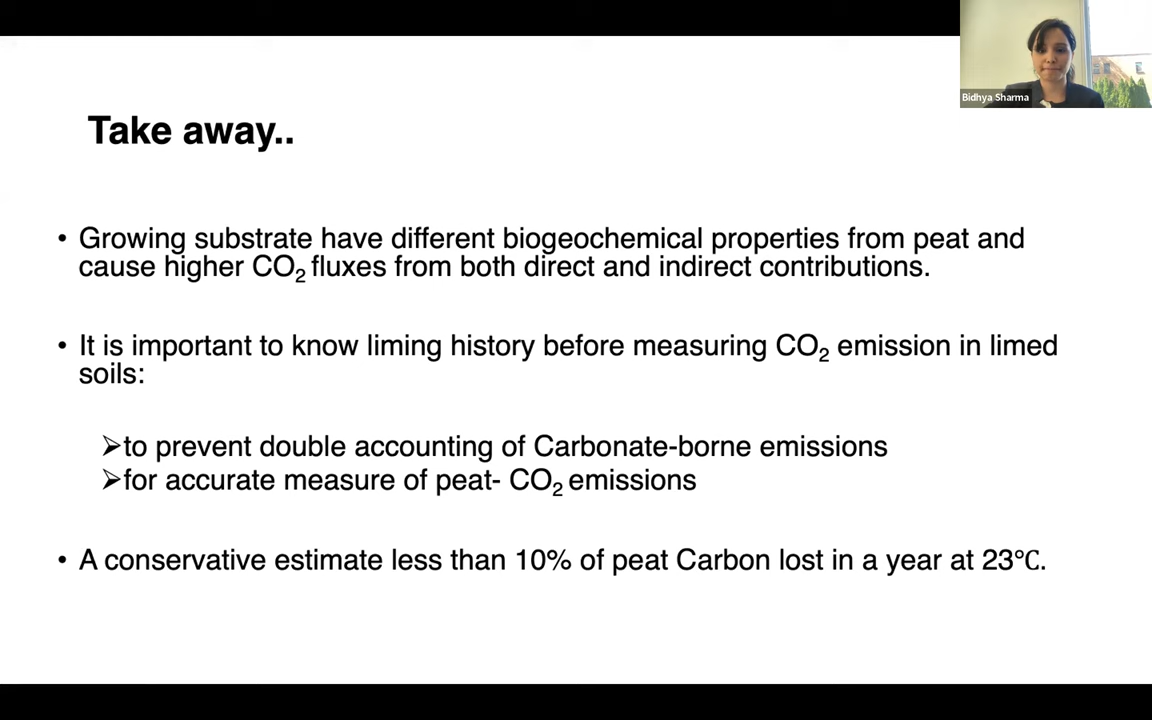 Bidhya Sharma
Take away..
• Growing substrate have different biogeochemical properties from peat and
cause higher CO₂ fluxes from both direct and indirect contributions.
• It is important to know liming history before measuring CO₂ emission in limed
soils:
➢to prevent double accounting of Carbonate-borne emissions
➢for accurate measure of peat- CO₂ emissions
• A conservative estimate less than 10% of peat Carbon lost in a year at 23℃.